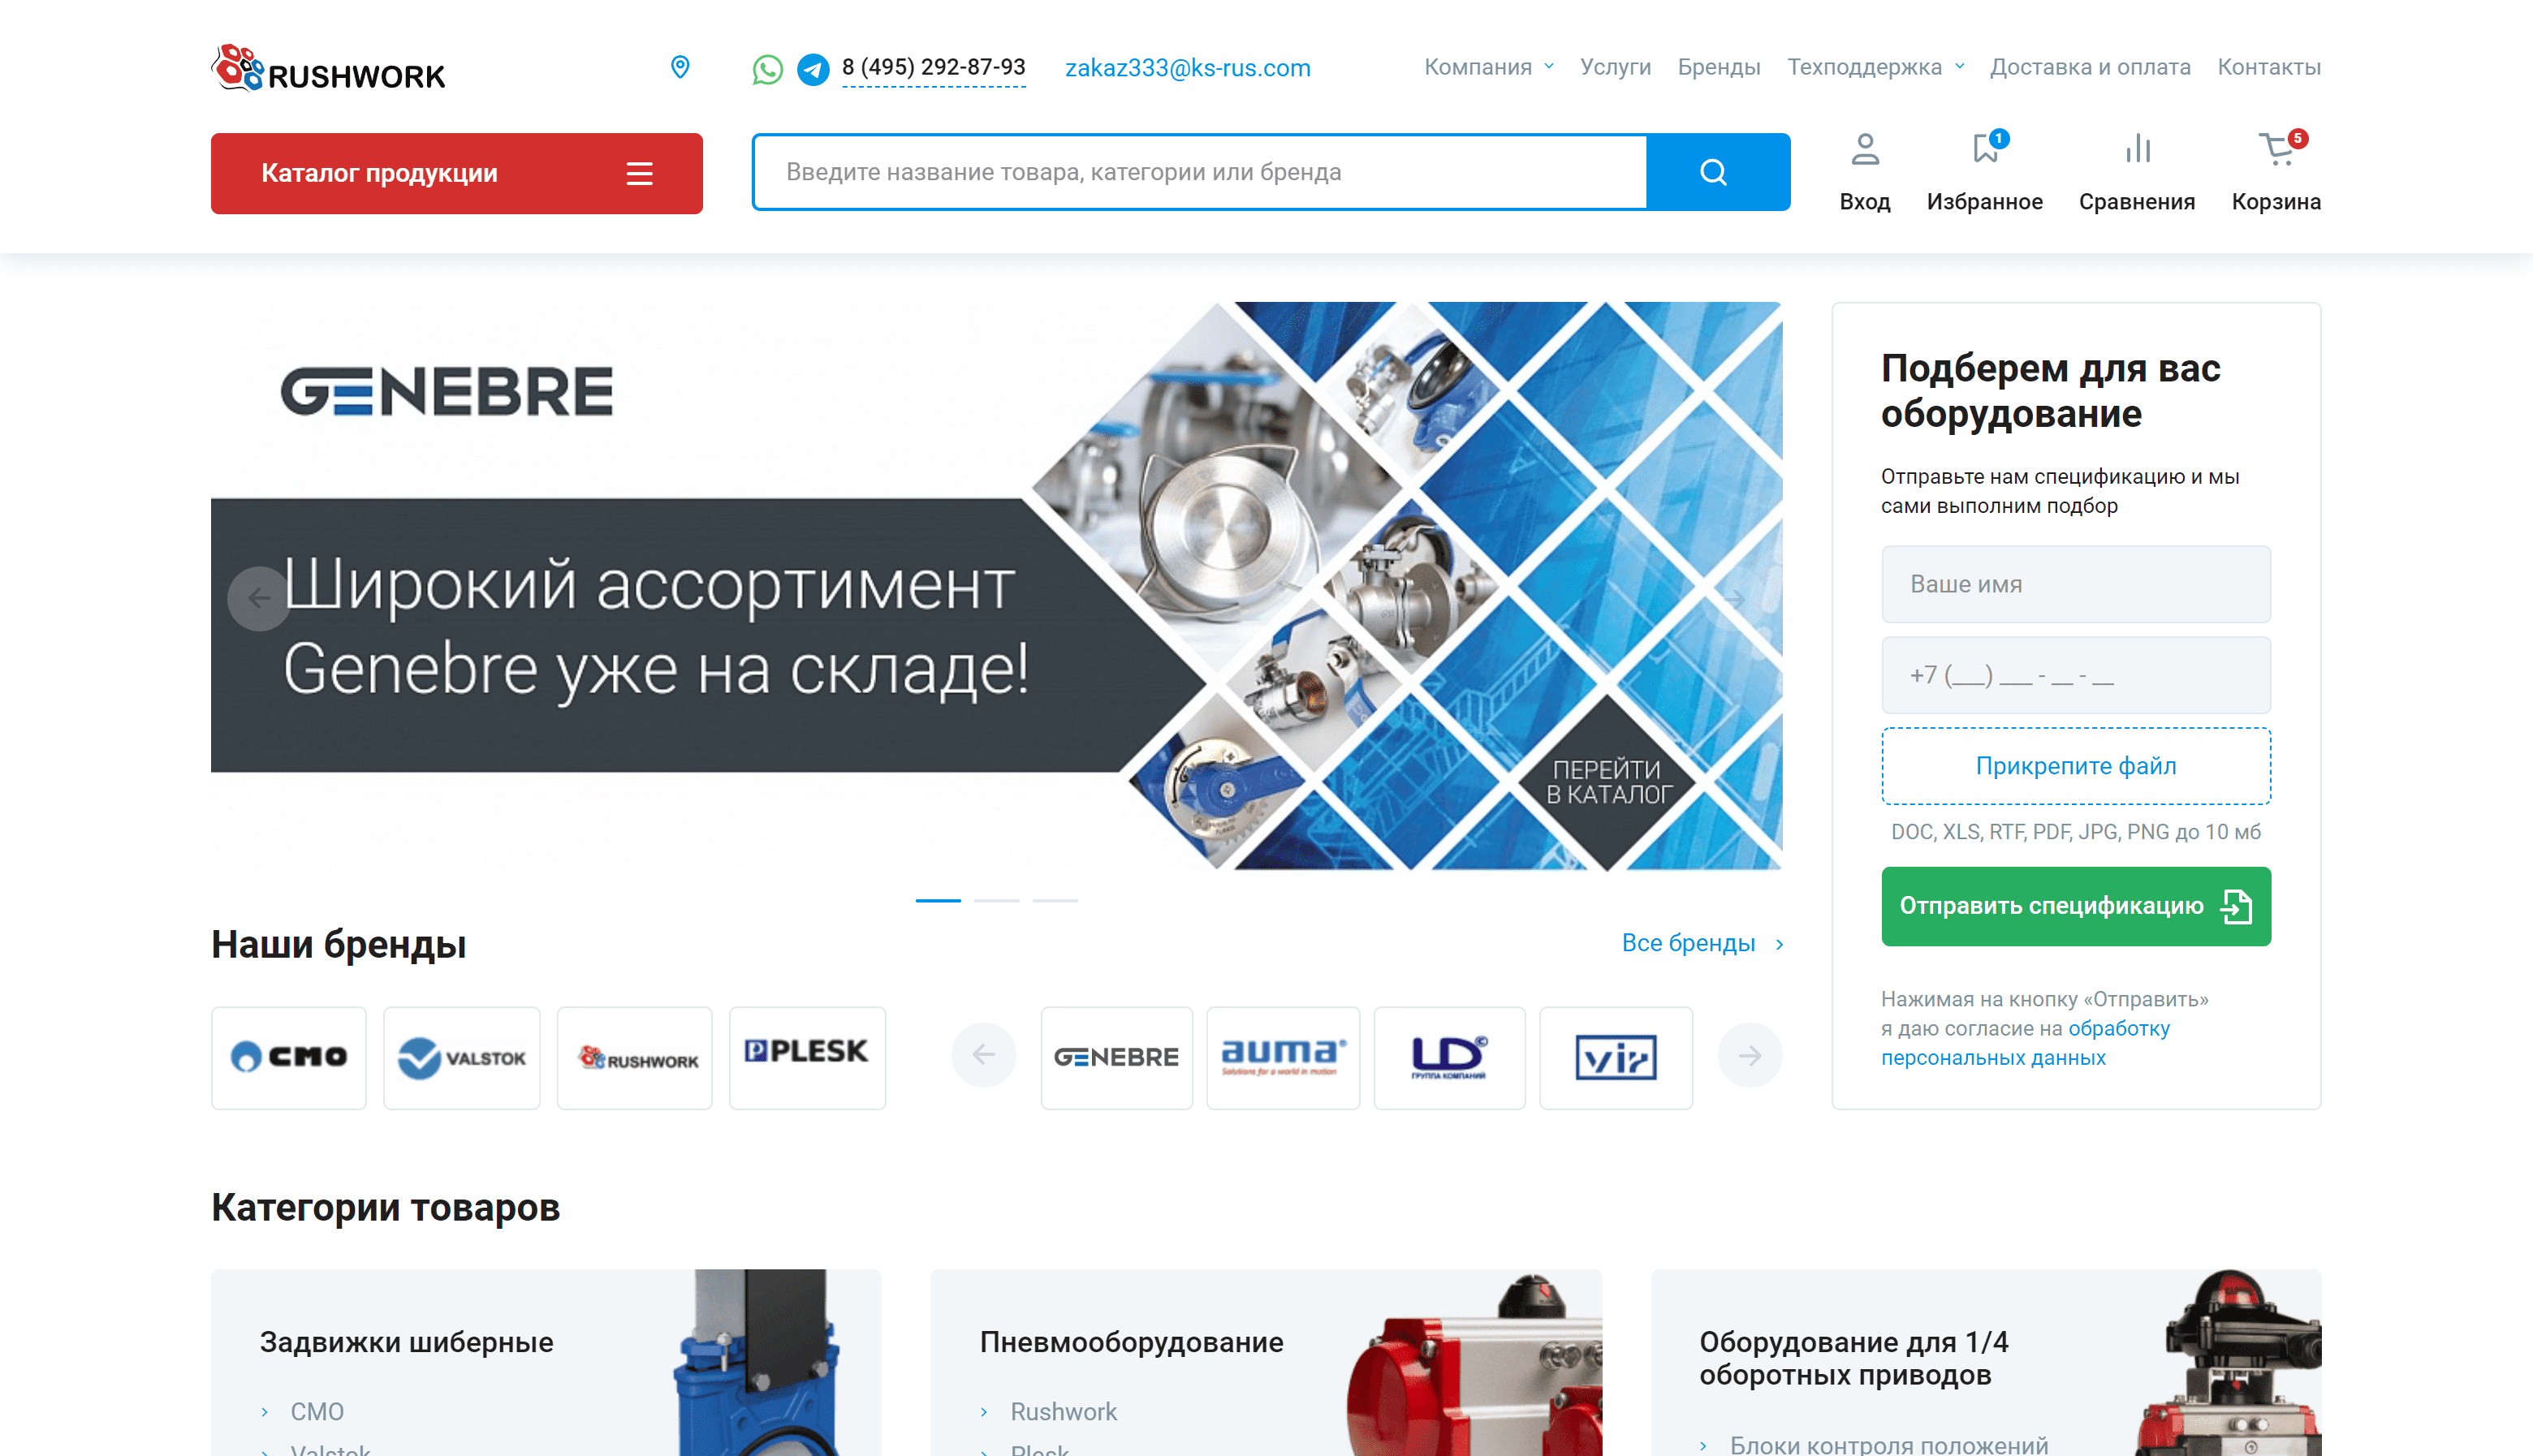 RUSHWORK
8 (495) 292-87-93
zakaz333@ks-rus.com
Компания
Услуги
Бренды
Техподдержка
Доставка и оплата
Контакты
Каталог продукции
Введите название товара, категории или бренда
Вход
1
Избранное
Сравнения
5
Корзина
GENEBRE
Широкий ассортимент
Genebre уже на складе!
ПЕРЕЙТИ
В КАТАЛОГ
Подберем для вас
оборудование
Отправьте нам спецификацию и мы
сами выполним подбор
Ваше имя
+7 (___) ___ - __ - __
Прикрепите файл
DOC, XLS, RTF, PDF, JPG, PNG до 10 мб
Отправить спецификацию
Нажимая на кнопку «Отправить»
я даю согласие на обработку
персональных данных
Наши бренды
Все бренды
CMO
VALSTOK
RUSHWORK
PLESK
GENEBRE
auma®
Solutions for a world in motion
LD©
ГРУППА КОМПАНИЙ
vir
Категории товаров
Задвижки шиберные
CMO
Valstok
Пневмооборудование
Rushwork
Plesk
Оборудование для 1/4
оборотных приводов
Блоки контроля положений